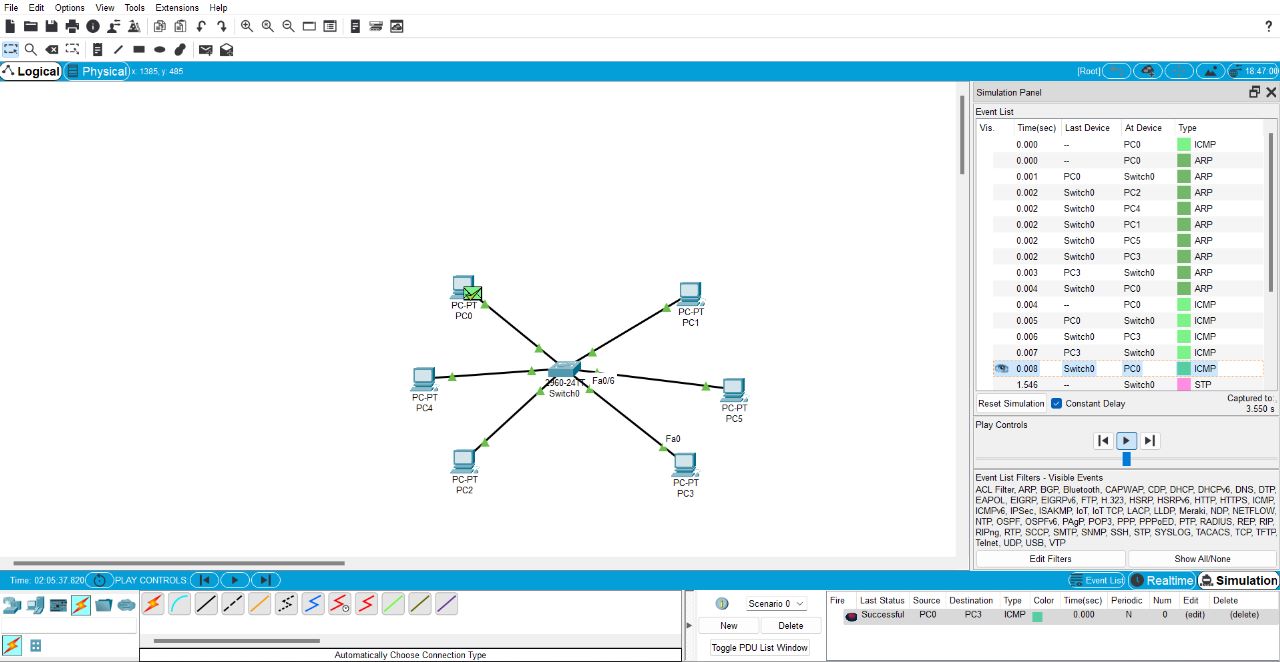 File Edit Options View Tools Extensions Help
?
Logical Physical x: 1385, y: 485 [Root] 18:47:00
Simulation Panel
Event List
Vis. Time(sec) Last Device At Device Type
0.000 -- PC0 ICMP
0.000 -- PC0 ARP
0.001 PC0 Switch0 ARP
0.002 Switch0 PC2 ARP
0.002 Switch0 PC4 ARP
0.002 Switch0 PC1 ARP
0.002 Switch0 PC5 ARP
0.002 Switch0 PC3 ARP
0.003 PC3 Switch0 ARP
0.004 Switch0 PC0 ARP
0.004 -- PC0 ICMP
0.005 PC0 Switch0 ICMP
0.006 Switch0 PC3 ICMP
0.007 PC3 Switch0 ICMP
0.008 Switch0 PC0 ICMP
1.546 -- Switch0 STP
Reset Simulation Constant Delay Captured to:
3.550 s
Play Controls
Event List Filters - Visible Events
ACL Filter, ARP, BGP, Bluetooth, CAPWAP, CDP, DHCP, DHCPv6, DNS, DTP,
EAPOL, EIGRP, EIGRPv6, FTP, H.323, HSRP, HSRPv6, HTTP, HTTPS, ICMP,
ICMPv6, IPSec, ISAKMP, IoT, IoT TCP, LACP, LLDP, Meraki, NDP, NETFLOW,
NTP, OSPF, OSPFv6, PAgP, POP3, PPP, PPPoED, PTP, RADIUS, REP, RIP,
RIPng, RTP, SCCP, SMTP, SNMP, SSH, STP, SYSLOG, TACACS, TCP, TFTP,
Telnet, UDP, USB, VTP
Edit Filters Show All/None
PC-PT
PC0
PC-PT
PC1
PC-PT
PC4
Fa0/6
Switch0
PC-PT
PC5
Fa0
PC-PT
PC2
PC-PT
PC3
Time: 02:05:37.820 PLAY CONTROLS: Event List Realtime Simulation
Automatically Choose Connection Type
Scenario 0
New Delete
Toggle PDU List Window
Fire Last Status Source Destination Type Color Time(sec) Periodic Num Edit Delete
Successful PC0 PC3 ICMP 0.000 N 0 (edit) (delete)